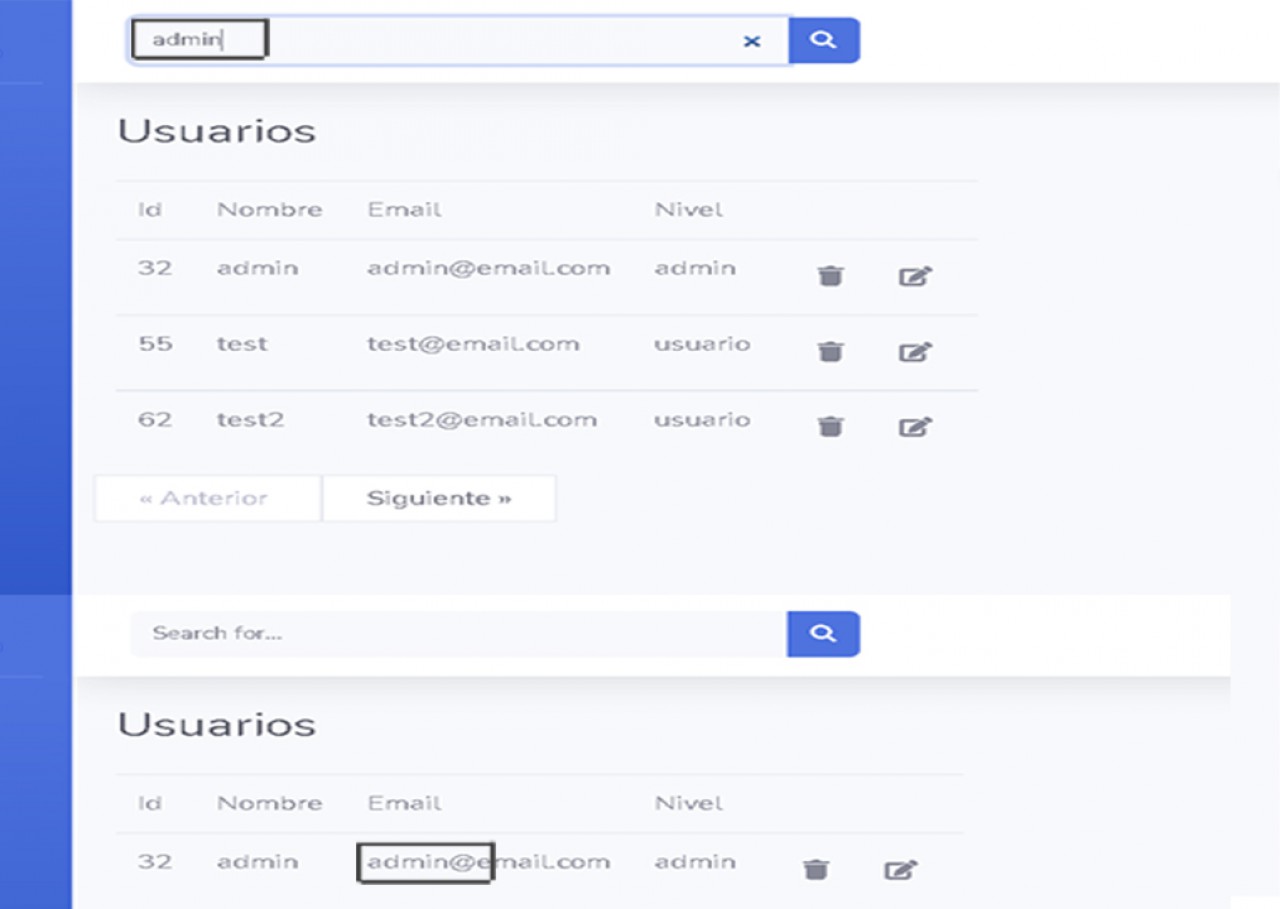 admin
Usuarios
Id Nombre Email Nivel
32 admin admin@email.com admin
55 test test@email.com usuario
62 test2 test2@email.com usuario
« Anterior Siguiente »
Search for...
Usuarios
Id Nombre Email Nivel
32 admin admin@email.com admin